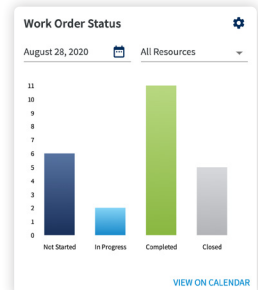 Work Order Status
August 28, 2020
All Resources
11
10
9
8
7
6
5
4
3
2
1
0
Not Started In Progress Completed Closed
VIEW ON CALENDAR